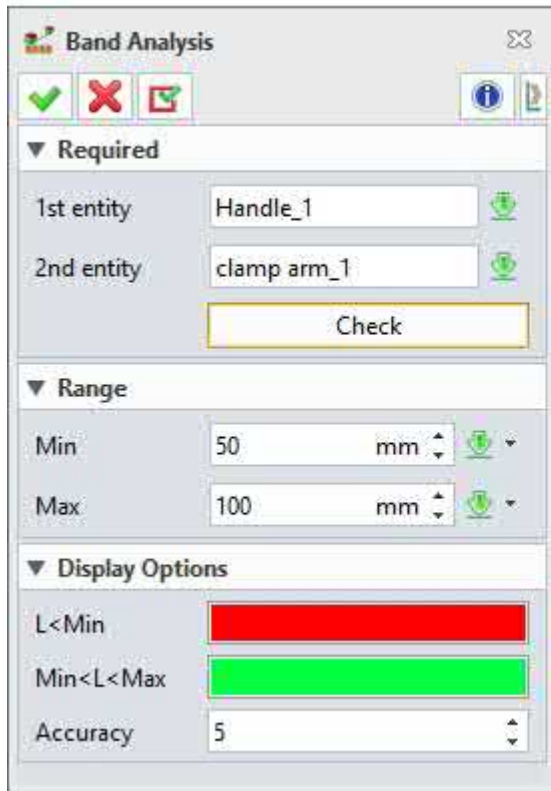 Band Analysis
Required
1st entity Handle_1
2nd entity clamp arm_1
Check
Range
Min 50 mm
Max 100 mm
Display Options
L<Min
Min<L<Max
Accuracy 5